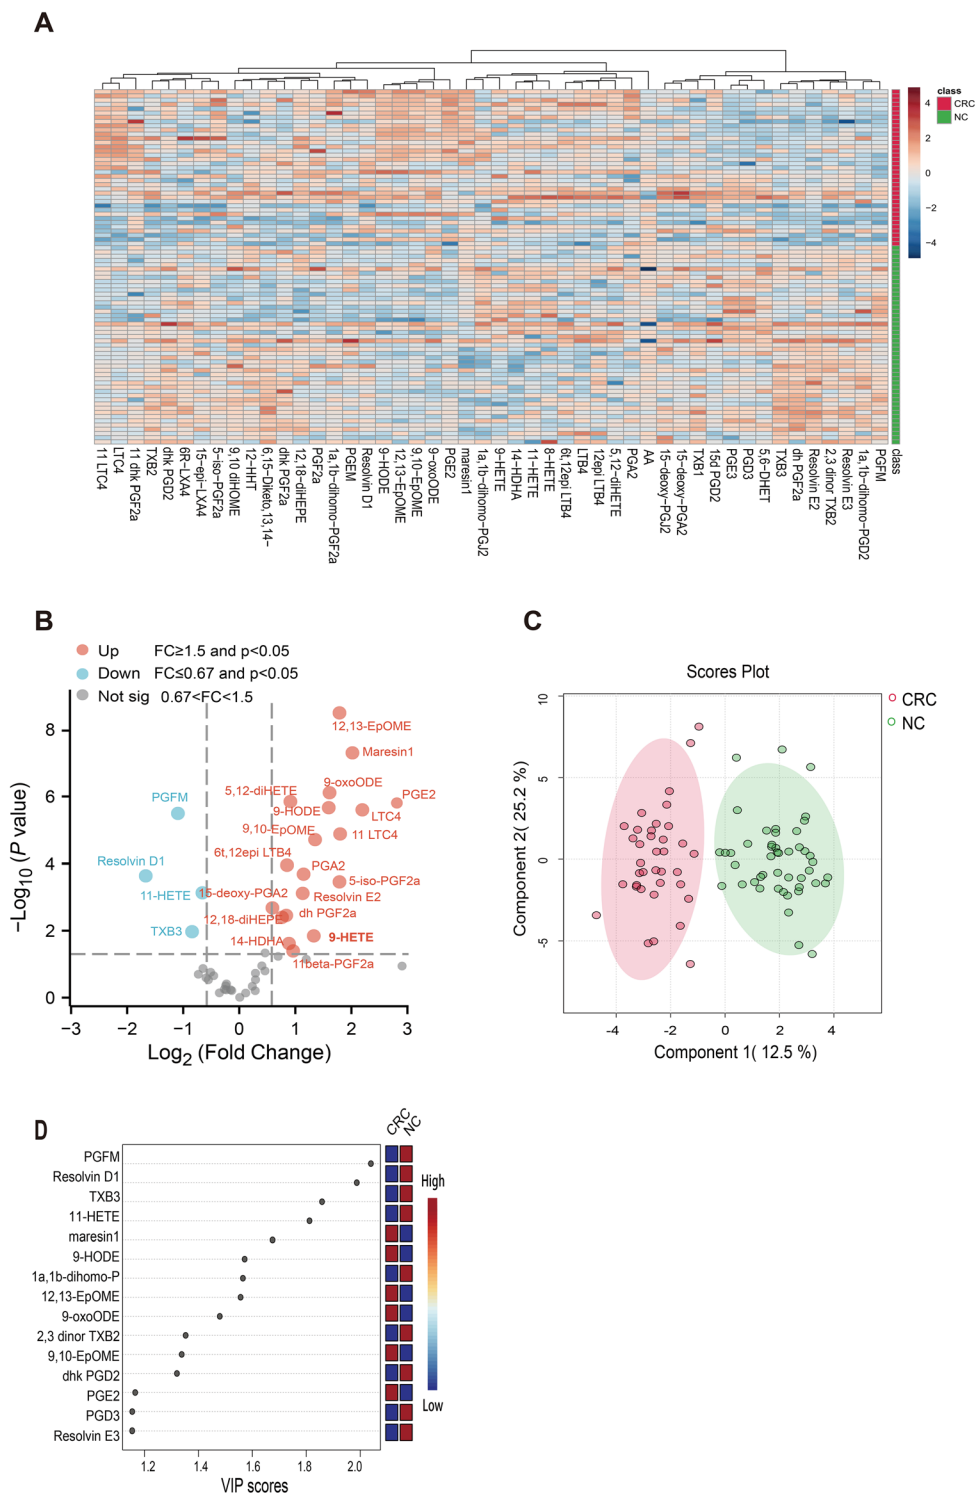 A
class
CRC
NC
4
2
0
−2
−4
class
11 LTC4
LTC4
11 dhk PGF2a
TXB2
dhk PGD2
6R−LXA4
15−epi−LXA4
5−iso−PGF2a
9,10 diHOME
12−HHT
6,15−Diketo,13,14−
dhk PGF2a
12,18−diHEPE
PGF2a
1a,1b−dihomo−PGF2a
PGEM
Resolvin D1
9−HODE
12,13−EpOME
9,10−EpOME
9−oxoODE
PGE2
maresin1
1a,1b−dihomo−PGJ2
9−HETE
14−HDHA
11−HETE
8−HETE
6t,12epi LTB4
LTB4
12epi LTB4
5,12−diHETE
PGA2
AA
15−deoxy−PGJ2
15−deoxy−PGA2
TXB1
15d PGD2
PGE3
PGD3
5,6−DHET
TXB3
dh PGF2a
Resolvin E2
2,3 dinor TXB2
Resolvin E3
1a,1b−dihomo−PGD2
PGFM
B
Up FC≥1.5 and p<0.05
Down FC≤0.67 and p<0.05
Not sig 0.67<FC<1.5
−Log10 (P value)
8
6
4
2
0
12,13-EpOME
Maresin1
9-oxoODE
5,12-diHETE
PGE2
PGFM
9-HODE
LTC4
9,10-EpOME
11 LTC4
6t,12epi LTB4
Resolvin D1
PGA2
5-iso-PGF2a
11-HETE
15-deoxy-PGA2
Resolvin E2
12,18-diHEPE
dh PGF2a
TXB3
14-HDHA
9-HETE
11beta-PGF2a
−3 −2 −1 0 1 2 3
Log2 (Fold Change)
C
Scores Plot
CRC
NC
Component 2( 25.2 %)
10
5
0
-5
-4 -2 0 2 4
Component 1( 12.5 %)
D
CRC
NC
PGFM
Resolvin D1
TXB3
11-HETE
maresin1
9-HODE
1a,1b-dihomo-P
12,13-EpOME
9-oxoODE
2,3 dinor TXB2
9,10-EpOME
dhk PGD2
PGE2
PGD3
Resolvin E3
High
Low
1.2 1.4 1.6 1.8 2.0
VIP scores